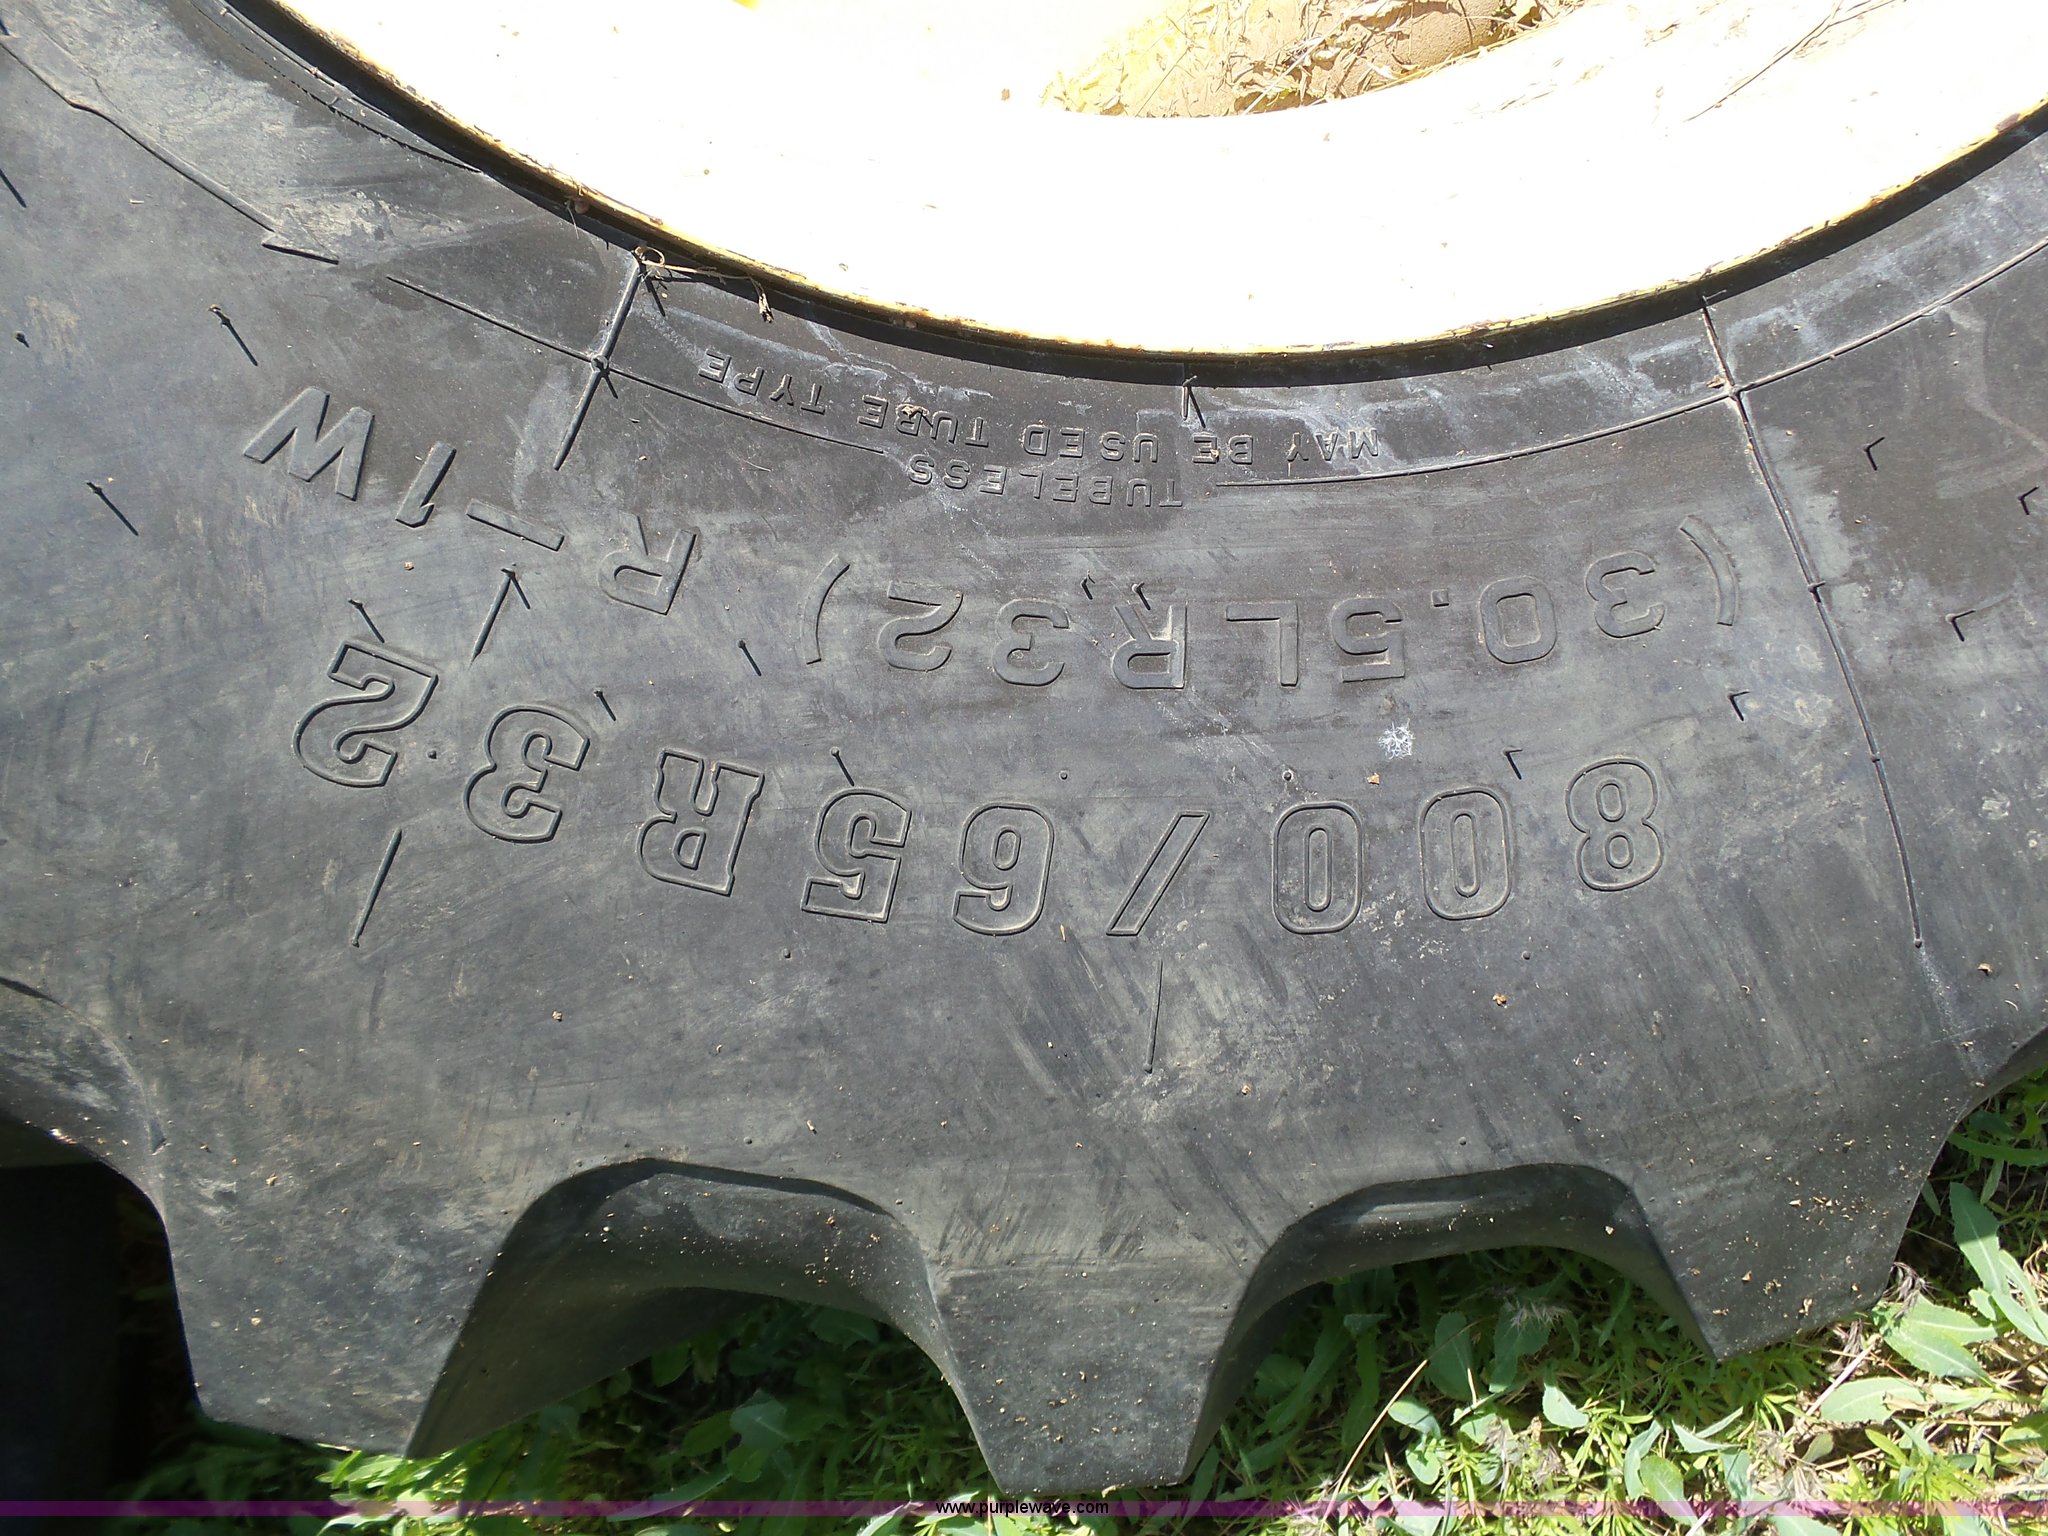 800/65R32
(30.5LR32) R-1W
TUBELESS
MAY BE USED TUBE TYPE
www.purplewave.com